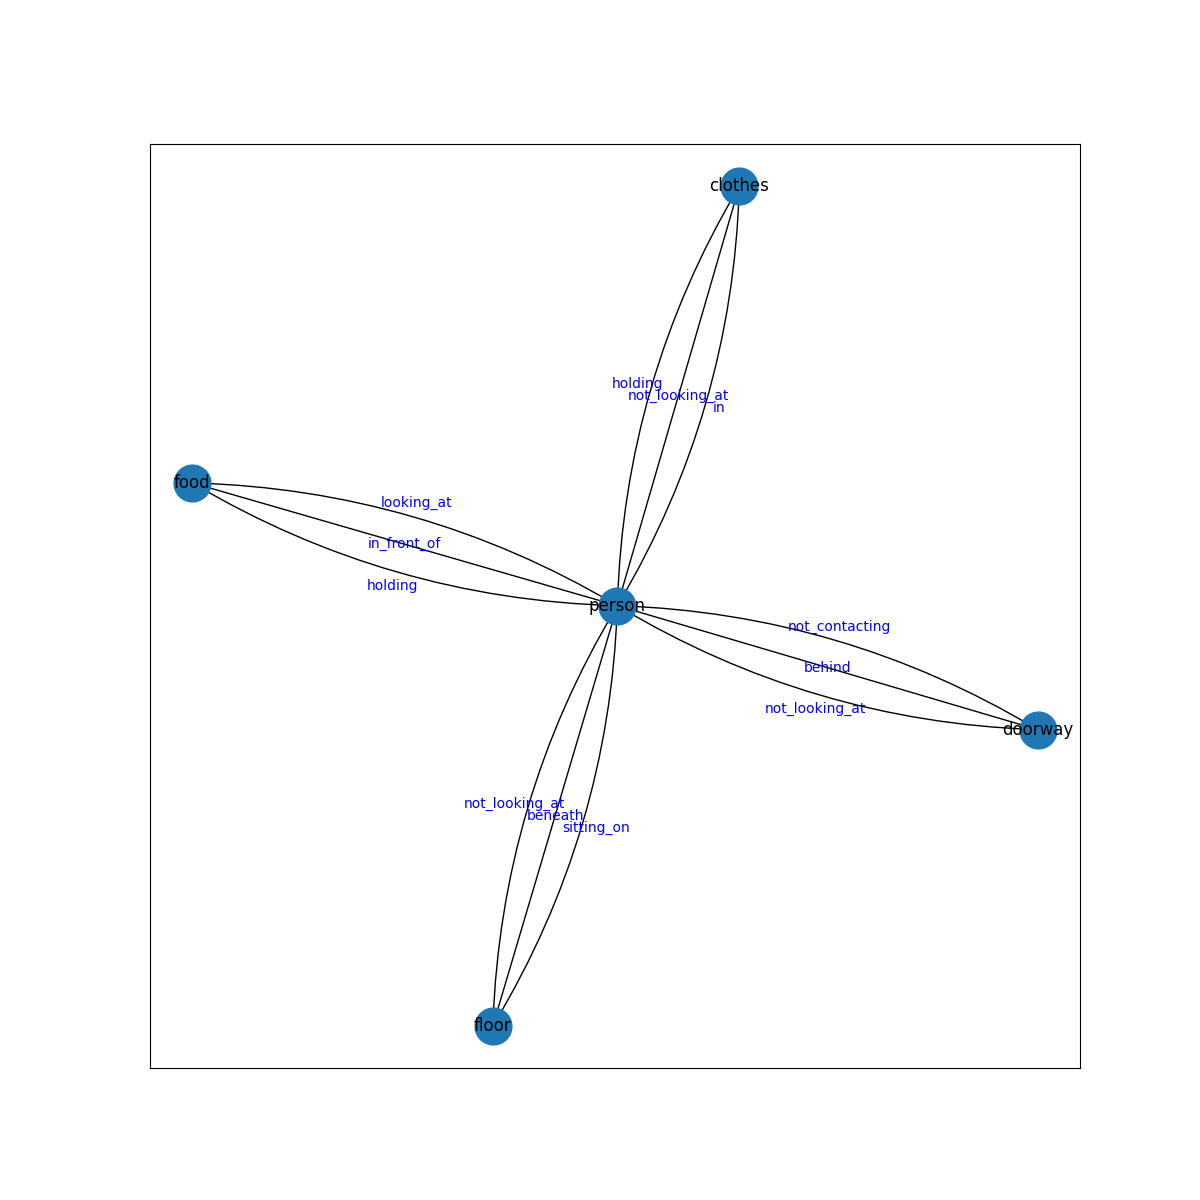 clothes
holding
not_looking_at
in
food
looking_at
in_front_of
holding
person
not_contacting
behind
not_looking_at
doorway
not_looking_at
beneath
sitting_on
floor